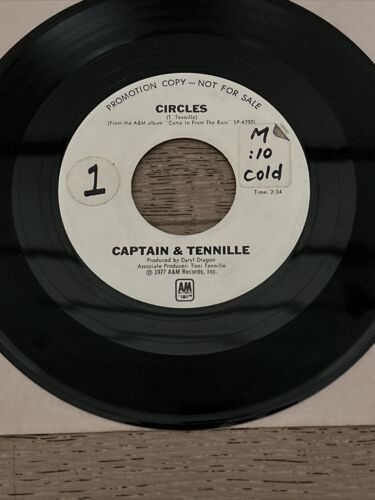 PROMOTION COPY — NOT FOR SALE
CIRCLES
(T. Tennille)
(From the A&M album "Come In From The Rain" SP-4700)
1
M
:10
Cold
Time: 2:34
CAPTAIN & TENNILLE
Produced by Daryl Dragon
Associate Producer: Toni Tennille
℗ 1977 A&M Records, Inc.
A&M